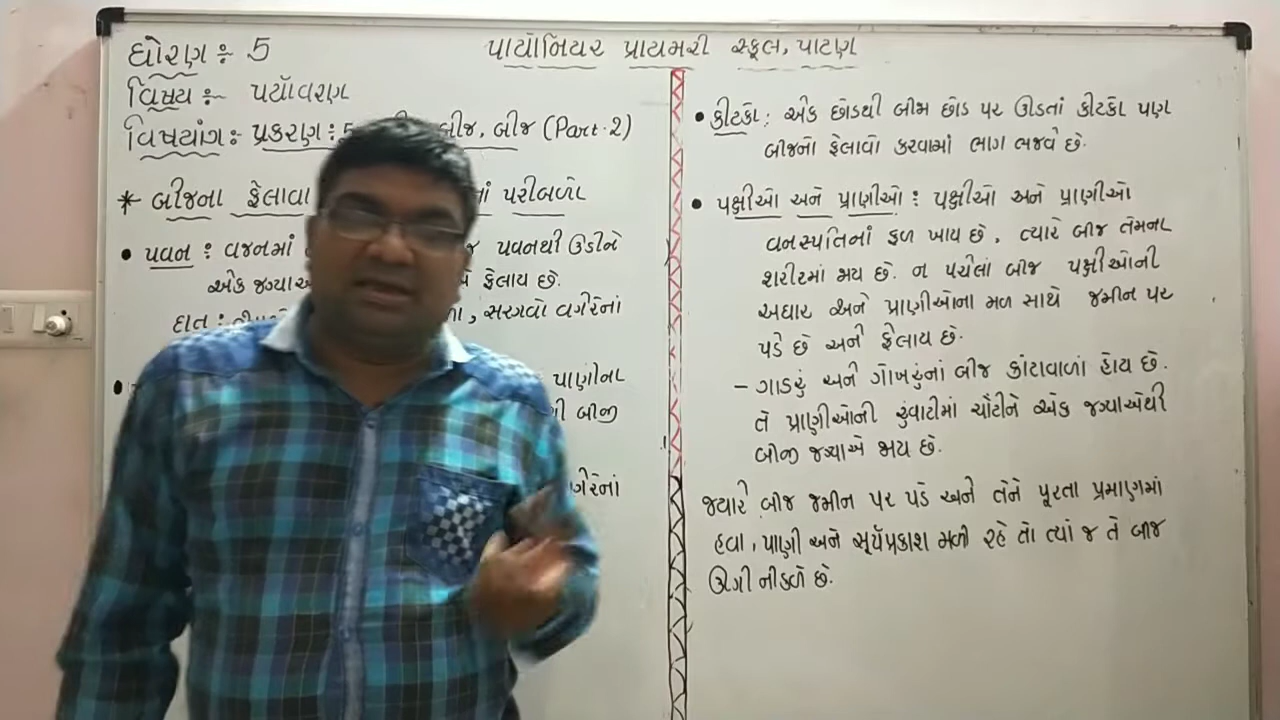 ધોરણ : 5
પાયોનિયર પ્રાયમરી સ્કૂલ, પાટણ
વિષય :- પર્યાવરણ
વિષયાંગ : પ્રકરણ : 5 બીજ, બીજ (Part-2)
* બીજના ફેલાવા પરીબળો
• પવન : વજનમાં પવનથી ઉડીને
એક જગ્યાએ ફેલાય છે.
દાત : સરગવો વગેરેનાં
પાણીના
બીજી
વગેરેનાં
• કીટકો : એક છોડથી બીજા છોડ પર ઊડતાં કીટકો પણ
બીજનો ફેલાવો કરવામાં ભાગ ભજવે છે.
• પક્ષીઓ અને પ્રાણીઓ : પક્ષીઓ અને પ્રાણીઓ
વનસ્પતિનાં ફળ ખાય છે, ત્યારે બીજ તેમના
શરીરમાં જાય છે. ન પચેલાં બીજ પક્ષીઓની
અઘાર અને પ્રાણીઓના મળ સાથે જમીન પર
પડે છે અને ફેલાય છે.
– ગાડરું અને ગોખરુંનાં બીજ કાંટાવાળાં હોય છે.
તે પ્રાણીઓની રુંવાટીમાં ચોંટીને એક જગ્યાએથી
બીજી જગ્યાએ જાય છે.
જ્યારે બીજ જમીન પર પડે અને તેને પૂરતા પ્રમાણમાં
હવા, પાણી અને સૂર્યપ્રકાશ મળી રહે તો ત્યાં જ તે બીજ
ઊગી નીકળે છે.